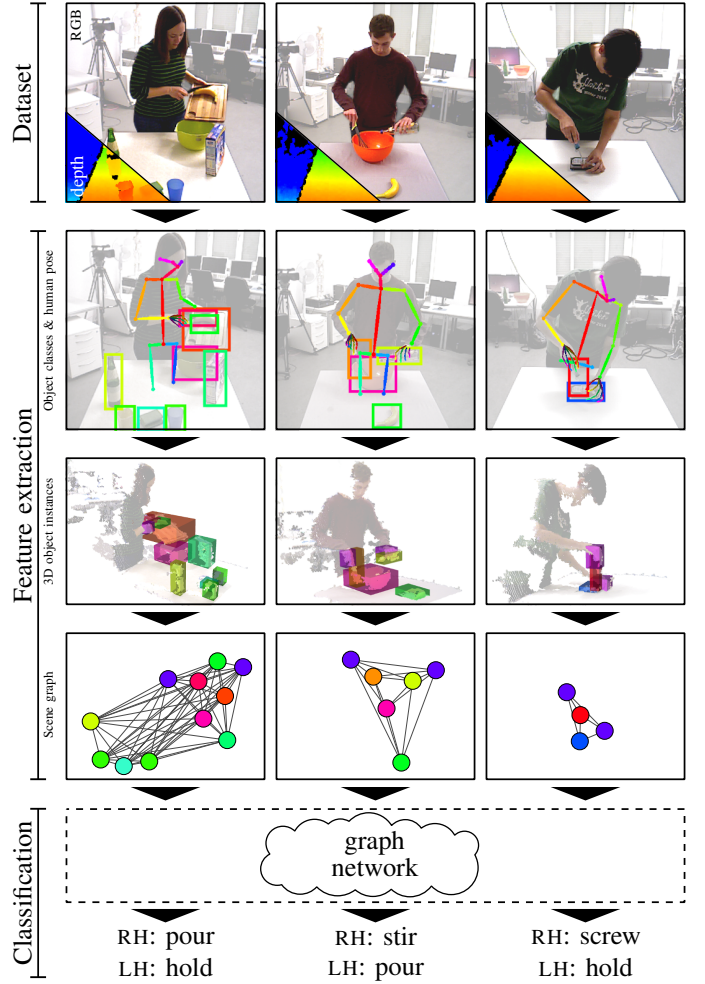 Dataset
RGB
depth
Feature extraction
Object classes & human pose
3D object instances
Scene graph
Classification
graph
network
RH: pour
LH: hold
RH: stir
LH: pour
RH: screw
LH: hold